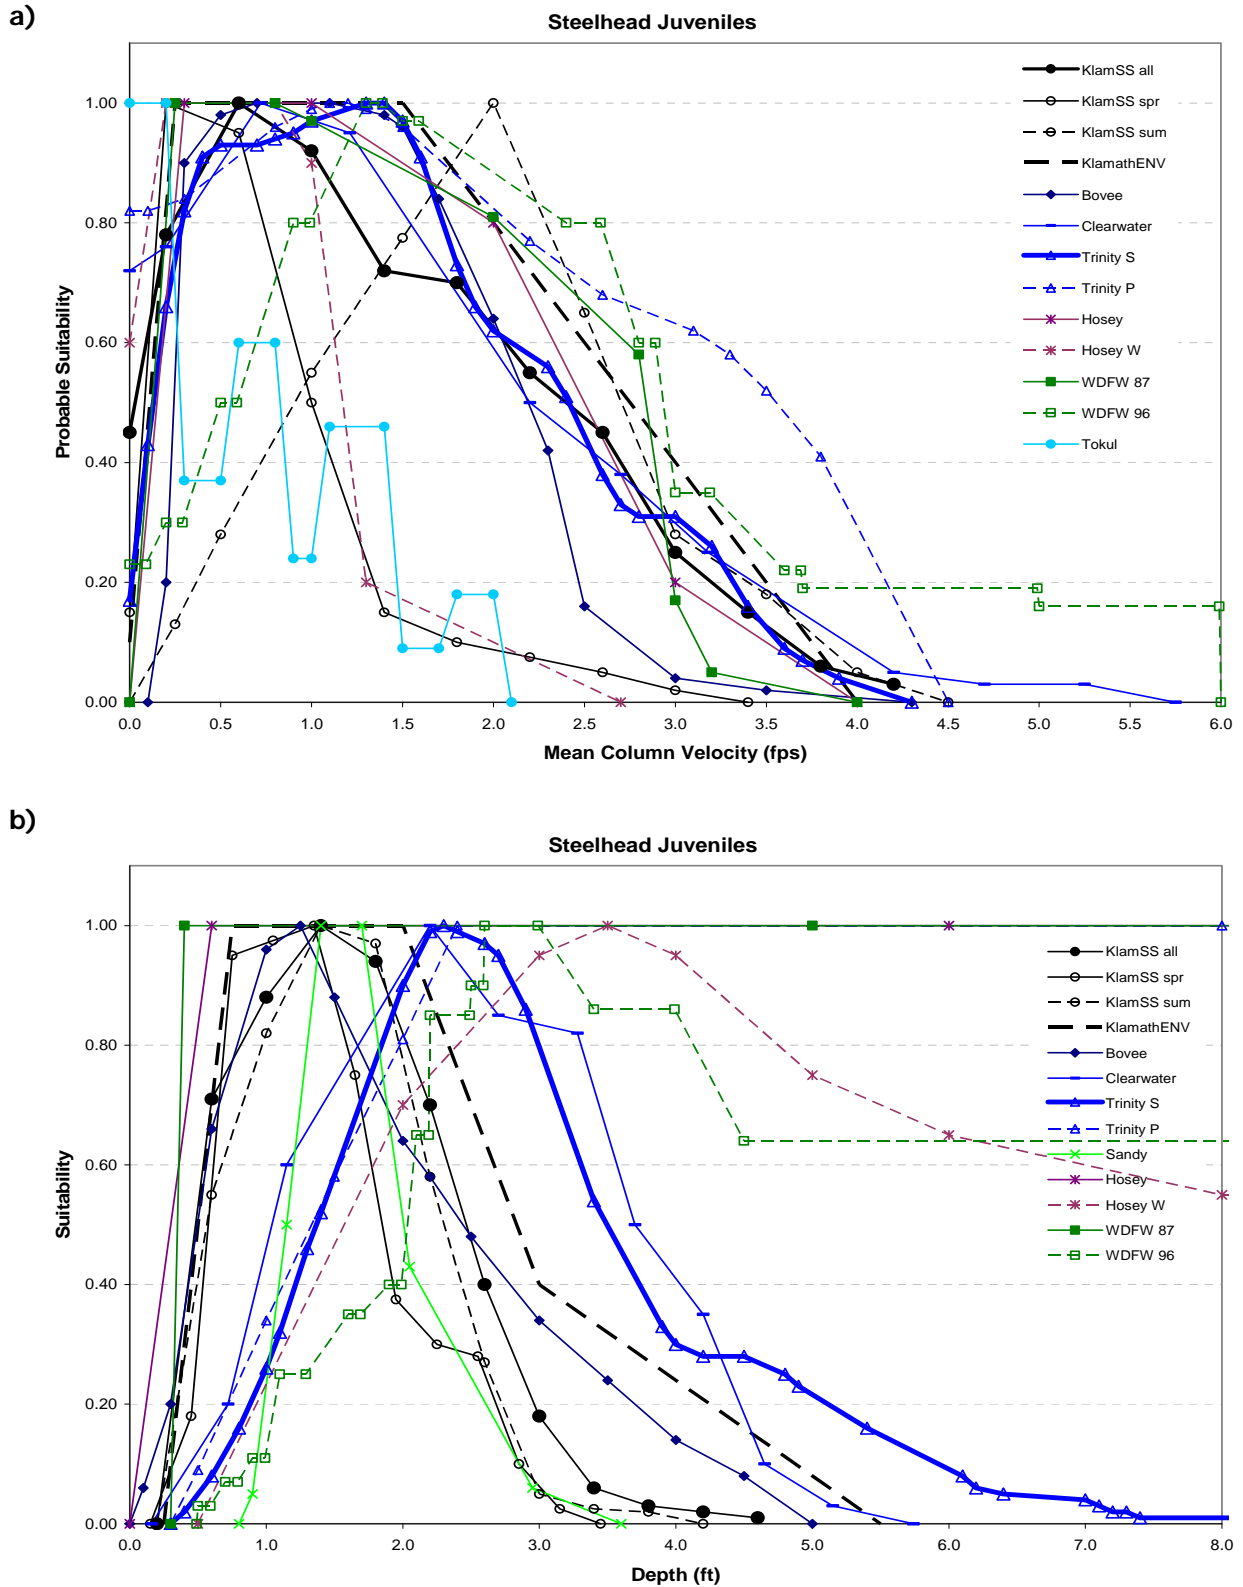 a)
Steelhead Juveniles
Probable Suitability
1.00
0.80
0.60
0.40
0.20
0.00
0.0 0.5 1.0 1.5 2.0 2.5 3.0 3.5 4.0 4.5 5.0 5.5 6.0
Mean Column Velocity (fps)
KlamSS all
KlamSS spr
KlamSS sum
KlamathENV
Bovee
Clearwater
Trinity S
Trinity P
Hosey
Hosey W
WDFW 87
WDFW 96
Tokul
b)
Steelhead Juveniles
Suitability
1.00
0.80
0.60
0.40
0.20
0.00
0.0 1.0 2.0 3.0 4.0 5.0 6.0 7.0 8.0
Depth (ft)
KlamSS all
KlamSS spr
KlamSS sum
KlamathENV
Bovee
Clearwater
Trinity S
Trinity P
Sandy
Hosey
Hosey W
WDFW 87
WDFW 96